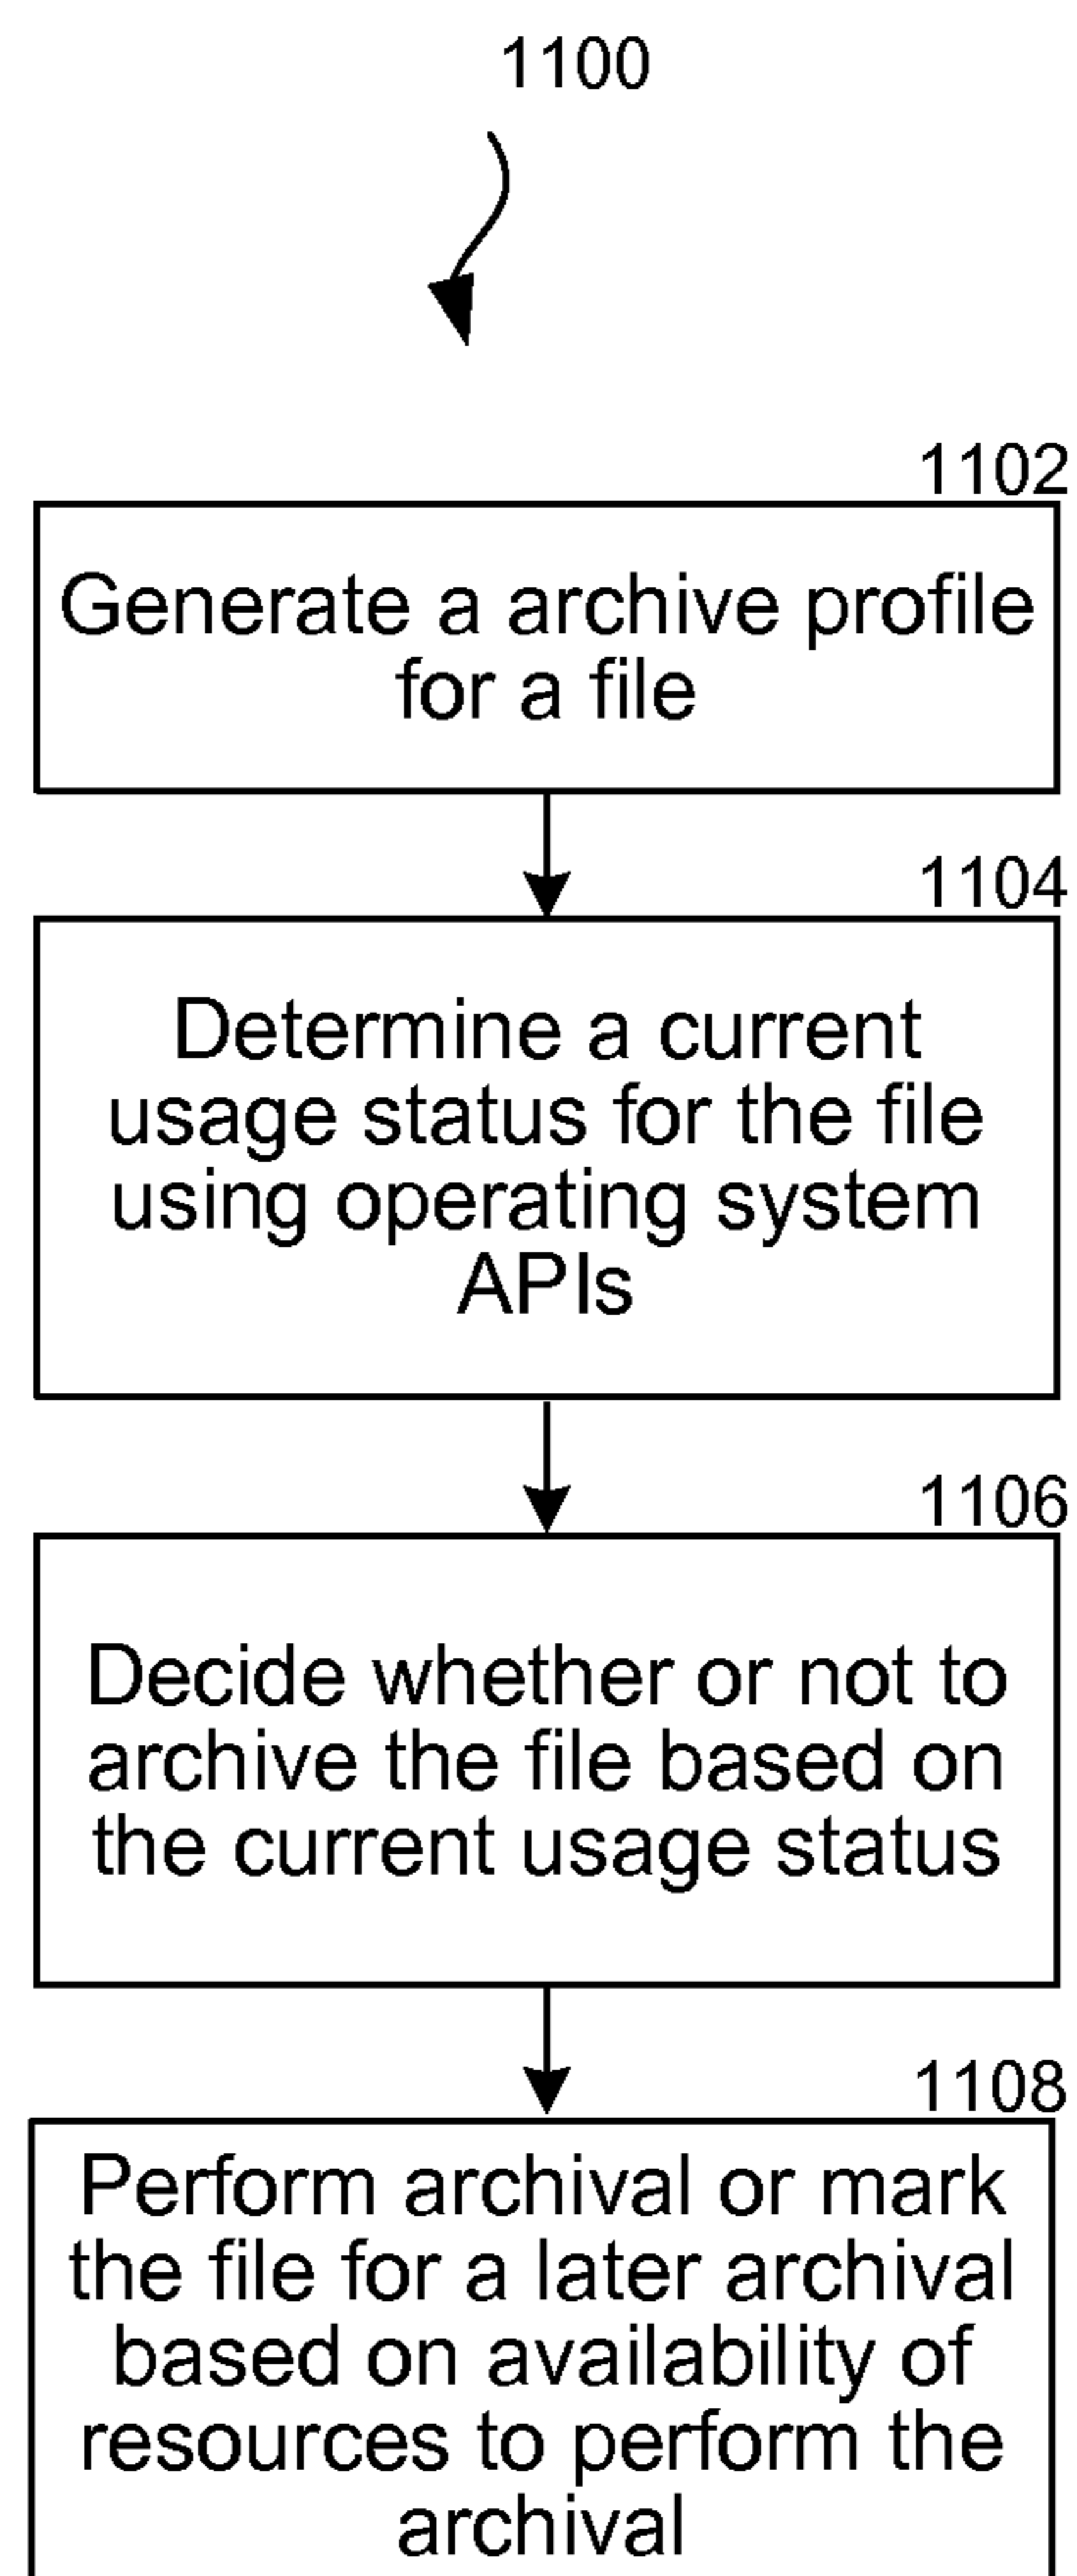 1100
1102
Generate a archive profile
for a file
1104
Determine a current
usage status for the file
using operating system
APIs
1106
Decide whether or not to
archive the file based on
the current usage status
1108
Perform archival or mark
the file for a later archival
based on availability of
resources to perform the
archival